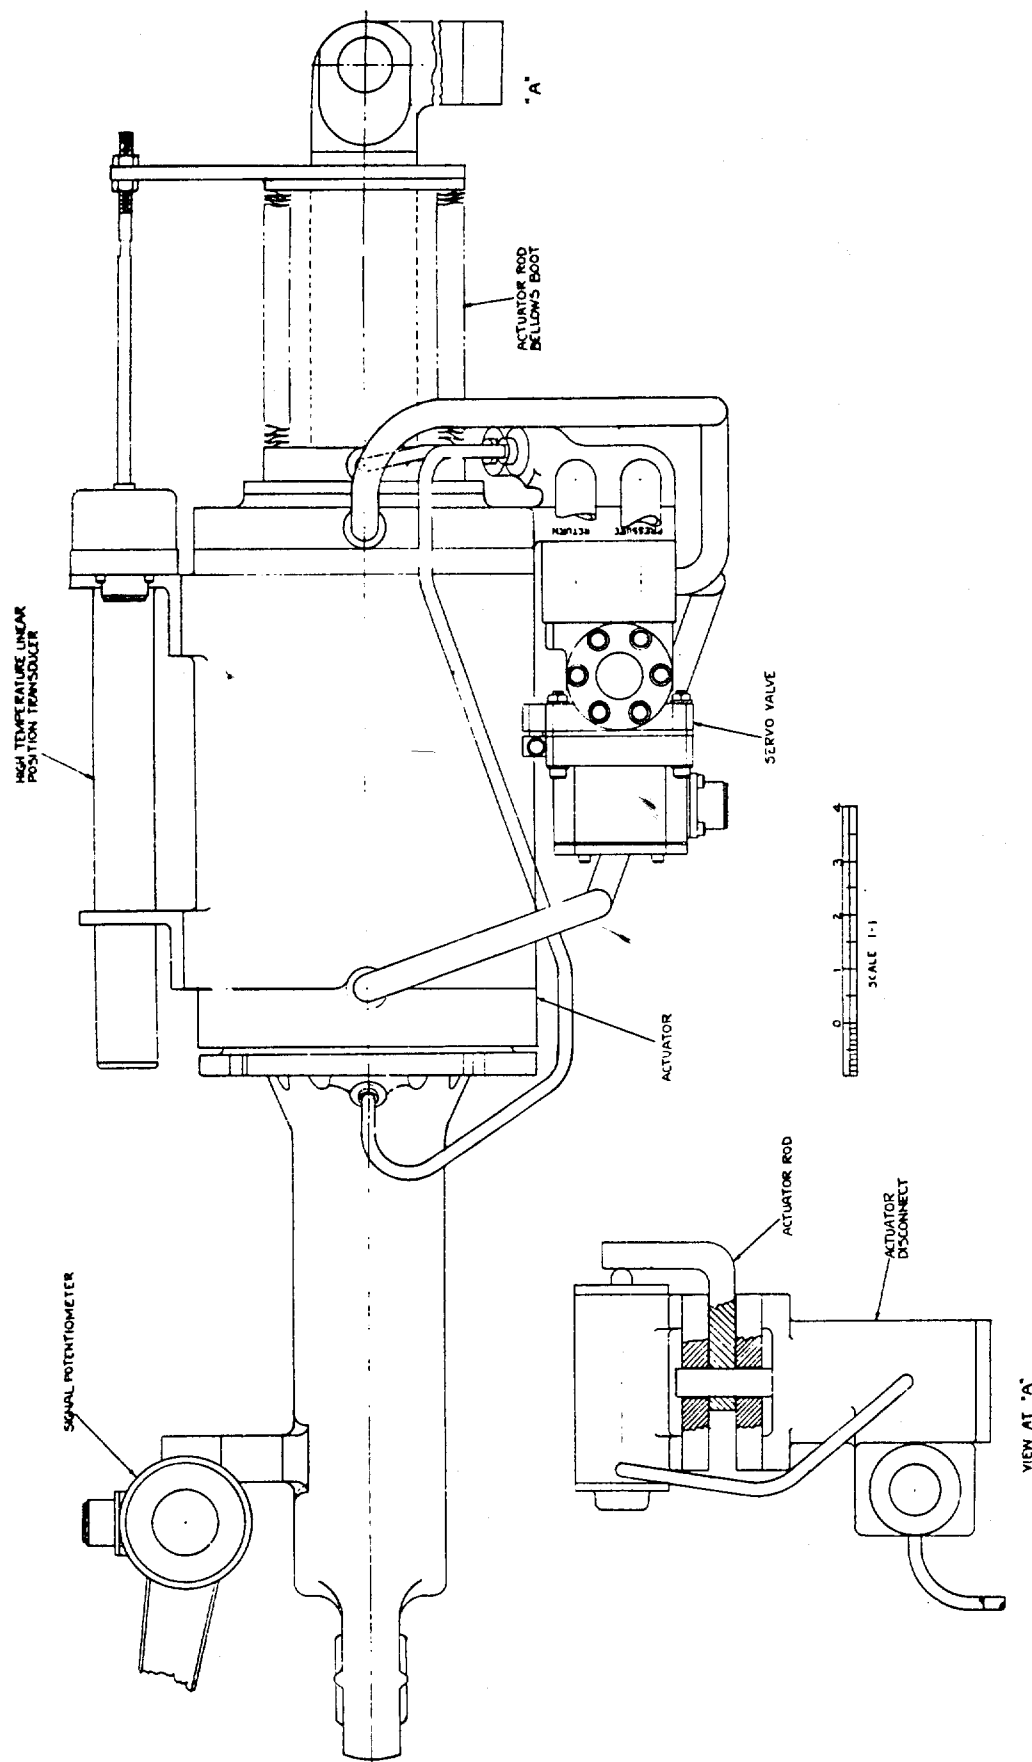 "A"
ACTUATOR ROD
BELLOWS BOOT
HIGH TEMPERATURE LINEAR
POSITION TRANSDUCER
RETURN
PRESSURE
SERVO VALVE
ACTUATOR
0 1 2 3 4
SCALE 1-1
SIGNAL POTENTIOMETER
ACTUATOR ROD
ACTUATOR
DISCONNECT
VIEW AT "A"